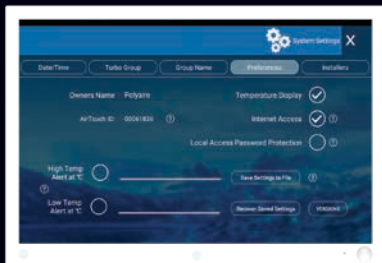 System Settings X
Date/Time Turbo Group Group Name Preferences Installers
Owners Name Polyaire Temperature Display
AirTouch ID 00061826 ? Internet Access ?
Local Access Password Protection ?
High Temp
Alert at °C
Save Settings to File ?
?
Low Temp
Alert at °C
Recover Saved Settings VERSIONS